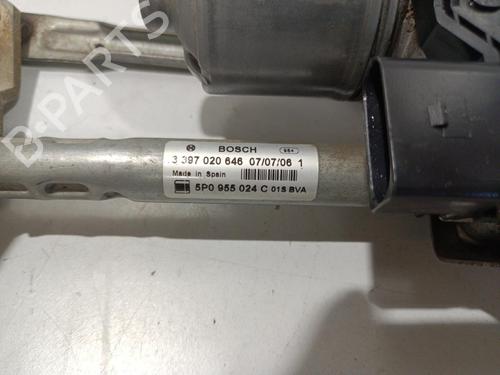 BOSCH
3 397 020 646 07/07/06 1
Made in Spain
5P0 955 024 C 01S BVA
B-PARTS